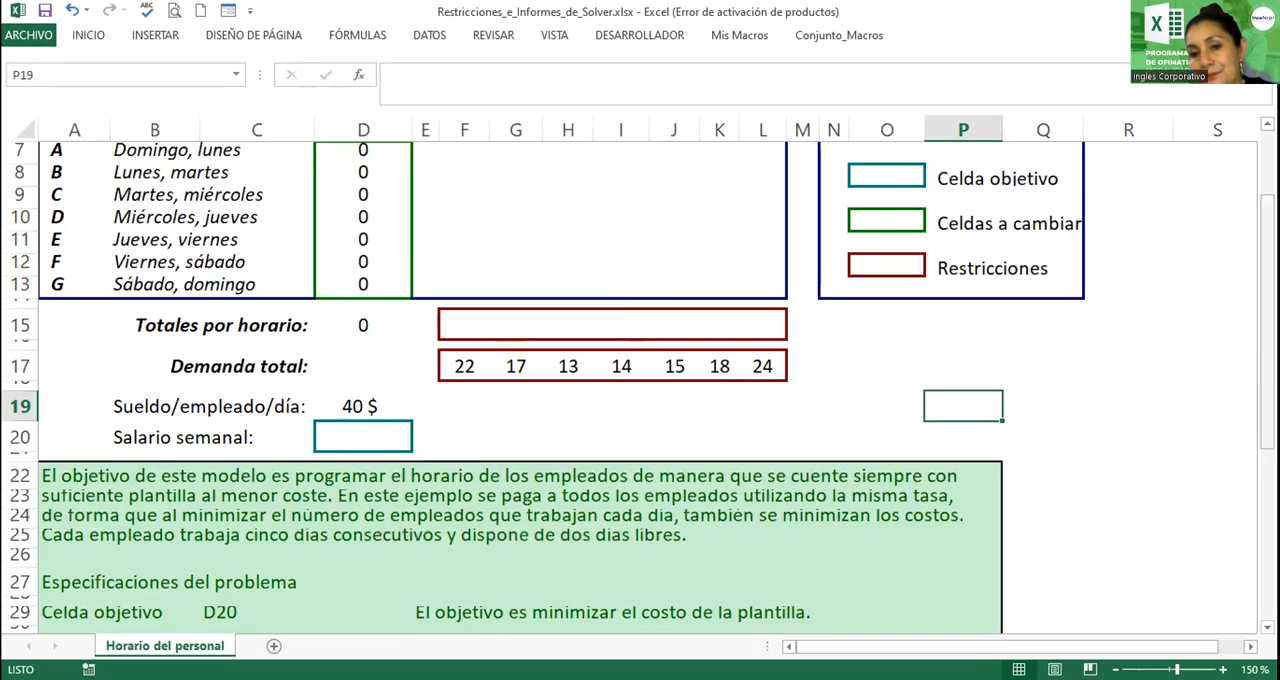 Restricciones_e_Informes_de_Solver.xlsx - Excel (Error de activación de productos)
ARCHIVO INICIO INSERTAR DISEÑO DE PÁGINA FÓRMULAS DATOS REVISAR VISTA DESARROLLADOR Mis Macros Conjunto_Macros
PROGRAMA
DE OFIMATI
Ingles Corporativo
P19 fx
A B C D E F G H I J K L M N O P Q R S
7 A Domingo, lunes 0
8 B Lunes, martes 0 Celda objetivo
9 C Martes, miércoles 0
10 D Miércoles, jueves 0 Celdas a cambiar
11 E Jueves, viernes 0
12 F Viernes, sábado 0 Restricciones
13 G Sábado, domingo 0
15 Totales por horario: 0
17 Demanda total: 22 17 13 14 15 18 24
19 Sueldo/empleado/día: 40 $
20 Salario semanal:
22 El objetivo de este modelo es programar el horario de los empleados de manera que se cuente siempre con
23 suficiente plantilla al menor coste. En este ejemplo se paga a todos los empleados utilizando la misma tasa,
24 de forma que al minimizar el número de empleados que trabajan cada día, también se minimizan los costos.
25 Cada empleado trabaja cinco días consecutivos y dispone de dos días libres.
26
27 Especificaciones del problema
29 Celda objetivo D20 El objetivo es minimizar el costo de la plantilla.
Horario del personal
LISTO 150 %